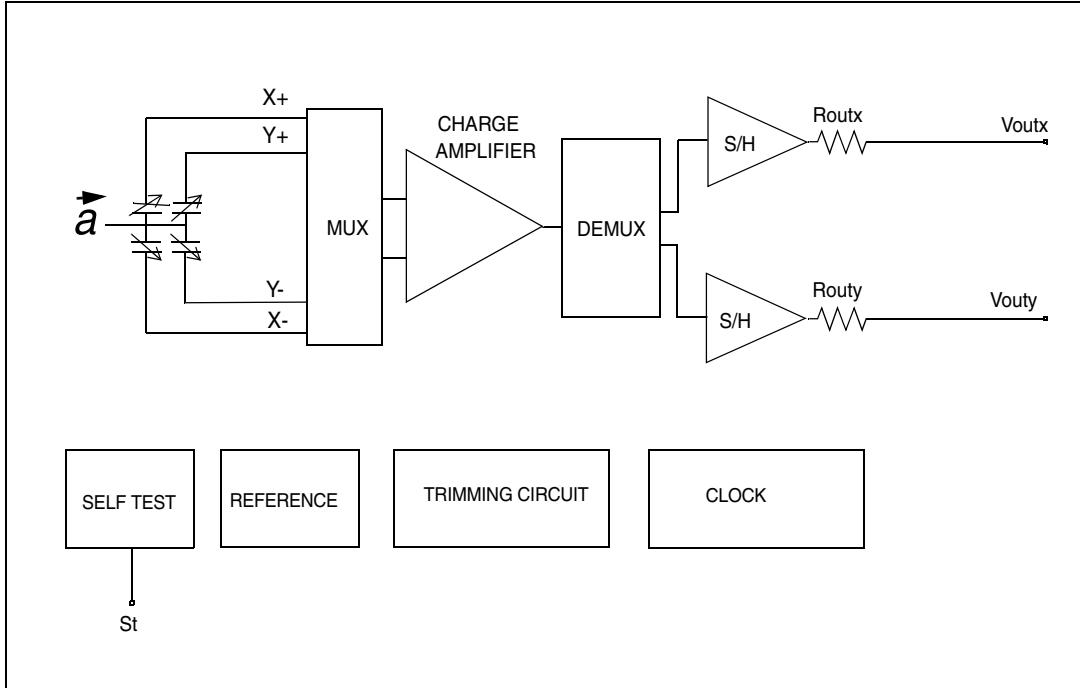 X+
Y+
a
Y-
X-
MUX
CHARGE
AMPLIFIER
DEMUX
S/H
Routx
Voutx
S/H
Routy
Vouty
SELF TEST
REFERENCE
TRIMMING CIRCUIT
CLOCK
St